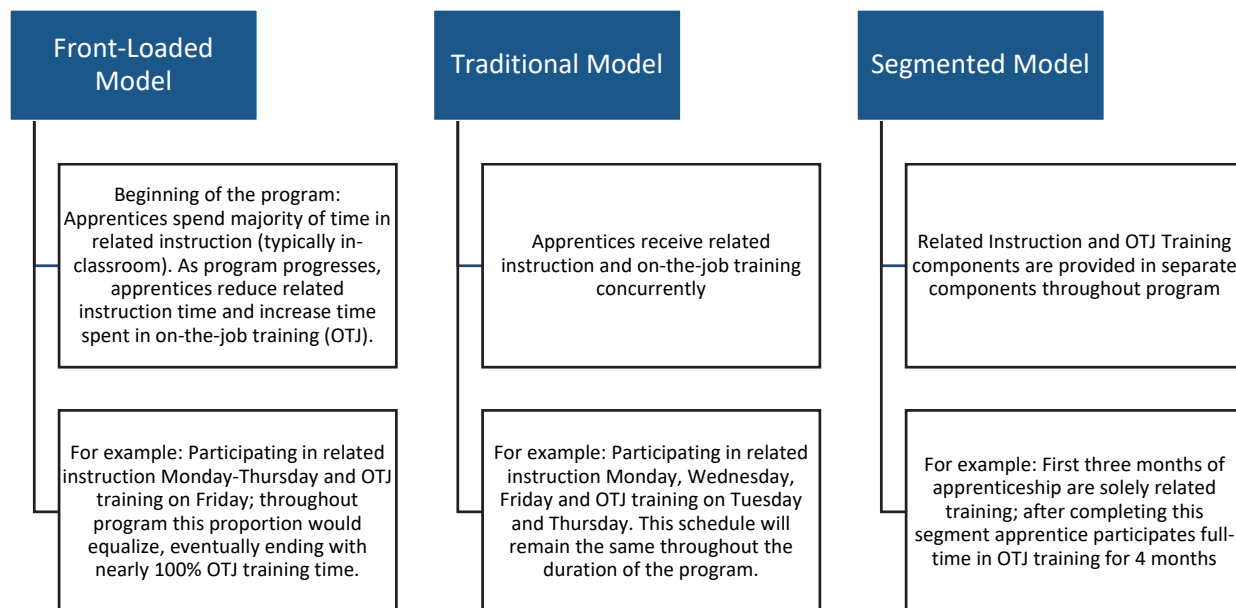 Front-Loaded
Model
Beginning of the program:
Apprentices spend majority of time in
related instruction (typically in-
classroom). As program progresses,
apprentices reduce related
instruction time and increase time
spent in on-the-job training (OTJ).
For example: Participating in related
instruction Monday-Thursday and OTJ
training on Friday; throughout
program this proportion would
equalize, eventually ending with
nearly 100% OTJ training time.
Traditional Model
Apprentices receive related
instruction and on-the-job training
concurrently
For example: Participating in related
instruction Monday, Wednesday,
Friday and OTJ training on Tuesday
and Thursday. This schedule will
remain the same throughout the
duration of the program.
Segmented Model
Related Instruction and OTJ Training
components are provided in separate
components throughout program
For example: First three months of
apprenticeship are solely related
training; after completing this
segment apprentice participates full-
time in OTJ training for 4 months